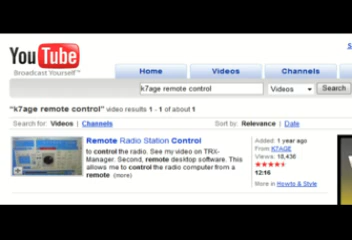 S
YouTube
Broadcast Yourself™
Home Videos Channels
k7age remote control Videos Search
"k7age remote control" video results 1 - 1 of about 1
Search for: Videos | Channels Sort by: Relevance | Date
Remote Radio Station Control
to control the radio. See my video on TRX-
Manager. Second, remote desktop software. This
allows me to control the radio computer from a
remote (more)
Added: 1 year ago
From K7AGE
Views: 18,436
12:16
More in Howto & Style
V